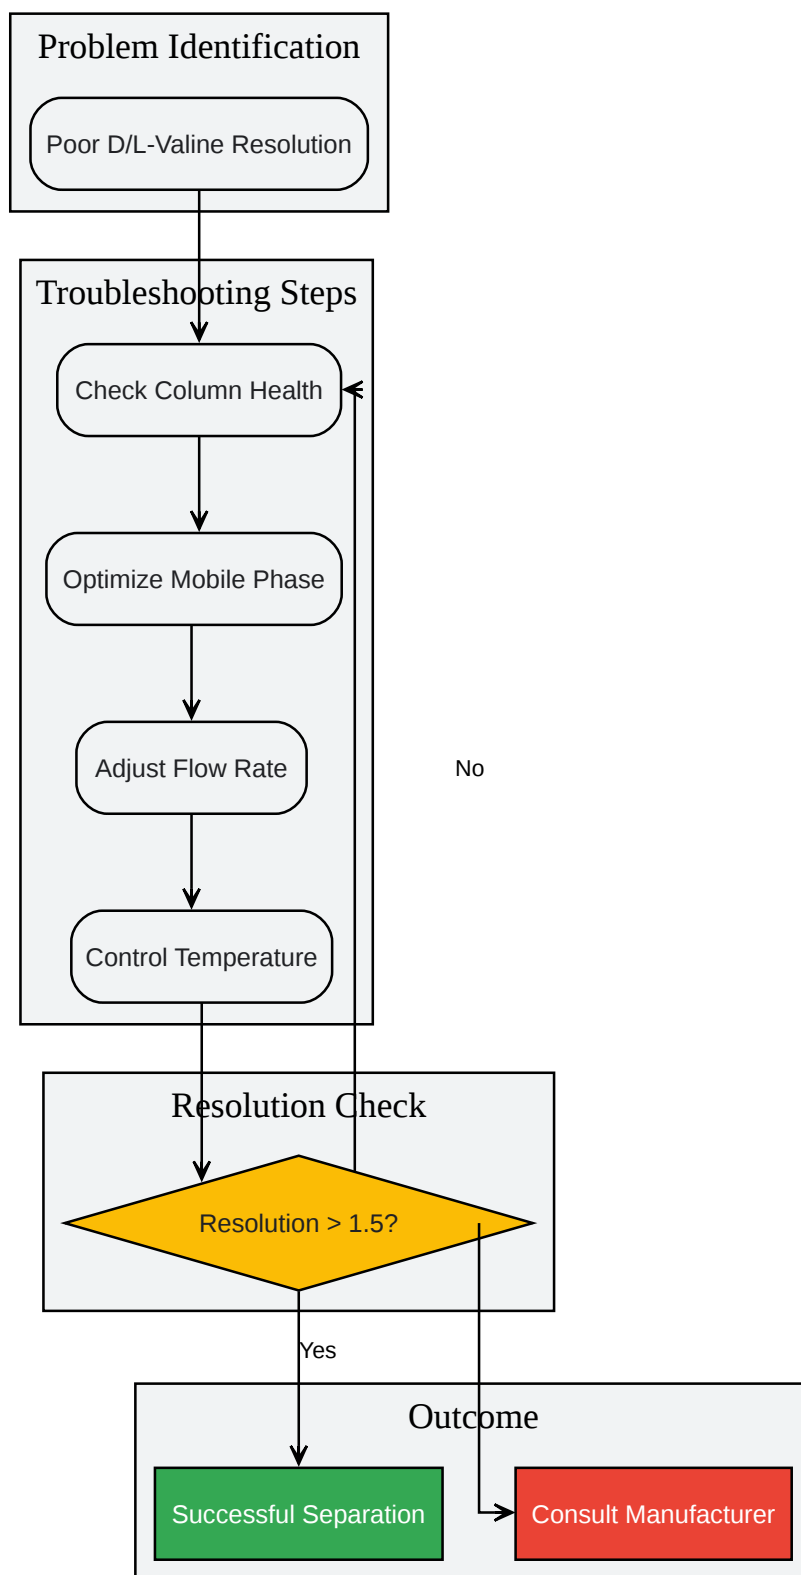 Problem Identification
Poor D/L-Valine Resolution
Troubleshooting Steps
Check Column Health
Optimize Mobile Phase
Adjust Flow Rate
No
Control Temperature
Resolution Check
Resolution > 1.5?
Yes
Outcome
Successful Separation
Consult Manufacturer